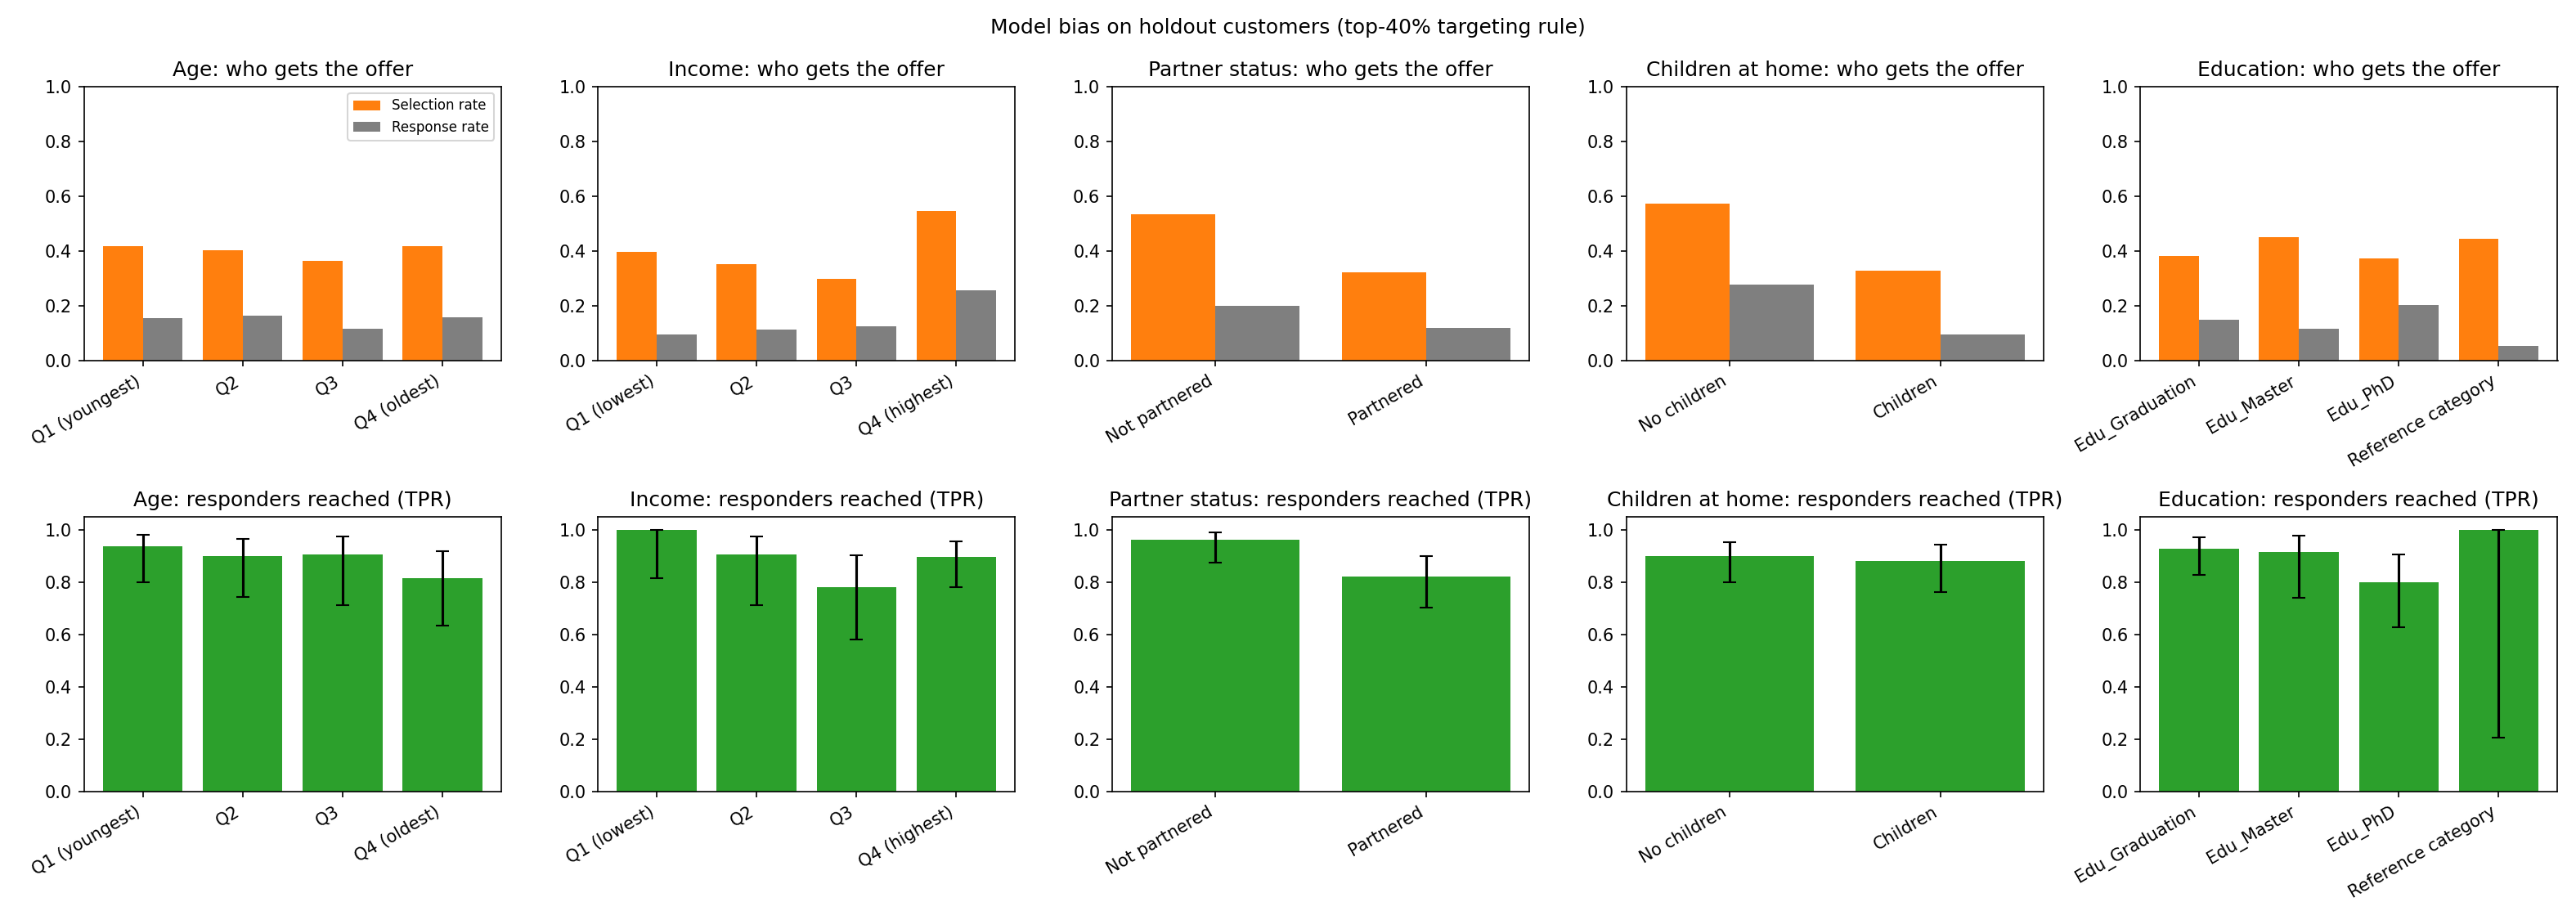 Model bias on holdout customers (top-40% targeting rule)
Age: who gets the offer
1.0
0.8
0.6
0.4
0.2
0.0
Selection rate
Response rate
Q1 (youngest)
Q2
Q3
Q4 (oldest)
Income: who gets the offer
1.0
0.8
0.6
0.4
0.2
0.0
Q1 (lowest)
Q2
Q3
Q4 (highest)
Partner status: who gets the offer
1.0
0.8
0.6
0.4
0.2
0.0
Not partnered
Partnered
Children at home: who gets the offer
1.0
0.8
0.6
0.4
0.2
0.0
No children
Children
Education: who gets the offer
1.0
0.8
0.6
0.4
0.2
0.0
Edu_Graduation
Edu_Master
Edu_PhD
Reference category
Age: responders reached (TPR)
1.0
0.8
0.6
0.4
0.2
0.0
Q1 (youngest)
Q2
Q3
Q4 (oldest)
Income: responders reached (TPR)
1.0
0.8
0.6
0.4
0.2
0.0
Q1 (lowest)
Q2
Q3
Q4 (highest)
Partner status: responders reached (TPR)
1.0
0.8
0.6
0.4
0.2
0.0
Not partnered
Partnered
Children at home: responders reached (TPR)
1.0
0.8
0.6
0.4
0.2
0.0
No children
Children
Education: responders reached (TPR)
1.0
0.8
0.6
0.4
0.2
0.0
Edu_Graduation
Edu_Master
Edu_PhD
Reference category